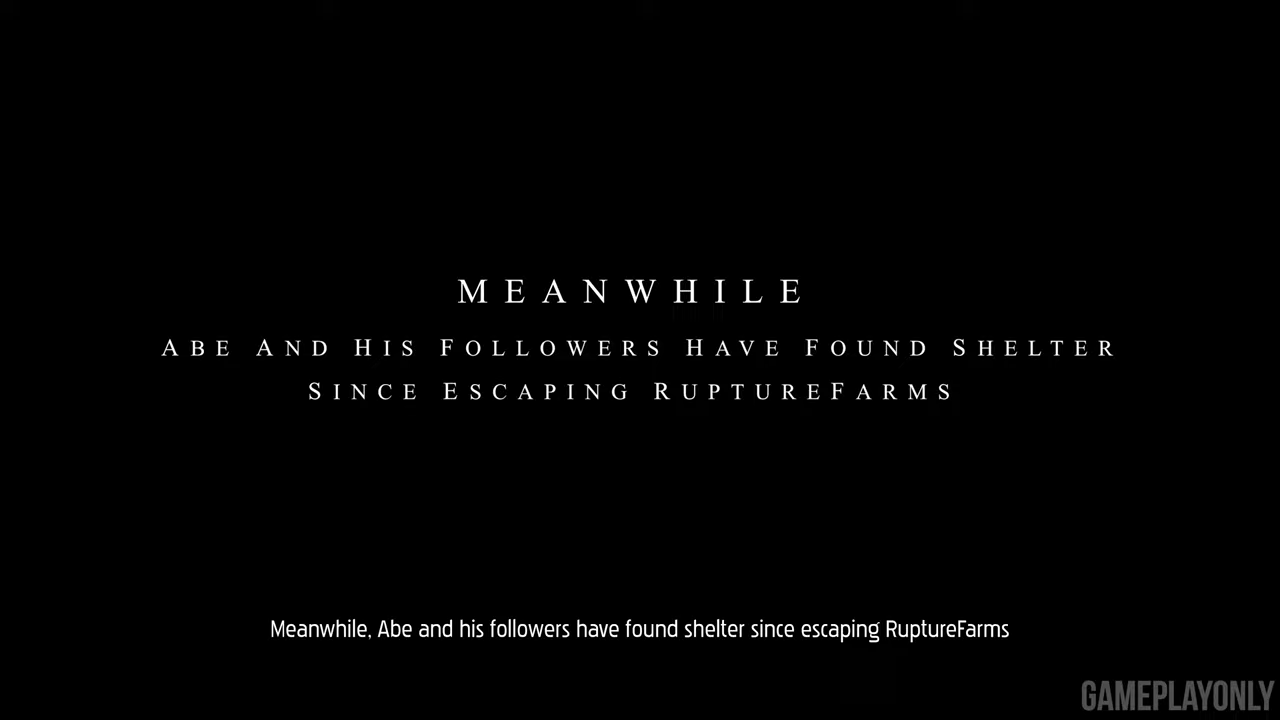 MEANWHILE
ABE AND HIS FOLLOWERS HAVE FOUND SHELTER
SINCE ESCAPING RUPTUREFARMS
Meanwhile, Abe and his followers have found shelter since escaping RuptureFarms
GAMEPLAYONLY